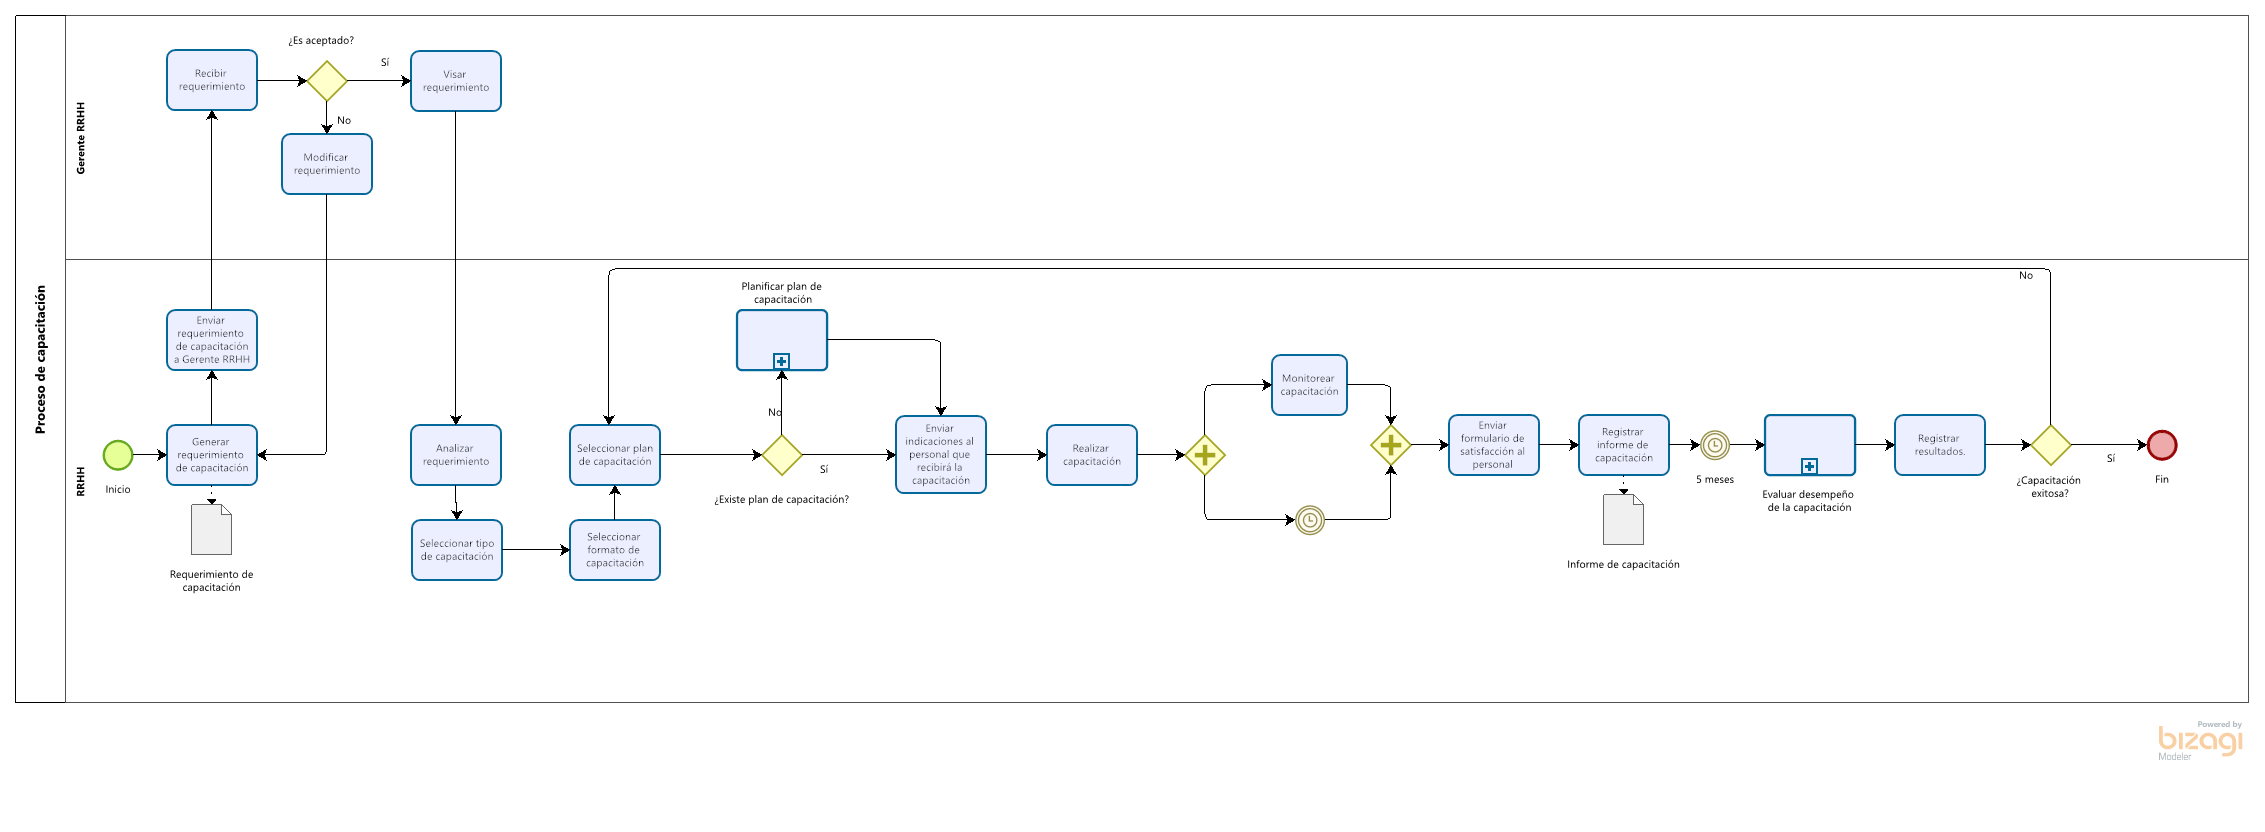 Proceso de capacitación
Gerente RRHH
¿Es aceptado?
Recibir
requerimiento
Sí
Visar
requerimiento
No
Modificar
requerimiento
RRHH
Inicio
Enviar
requerimiento
de capacitación
a Gerente RRHH
Generar
requerimiento
de capacitación
Requerimiento de
capacitación
Analizar
requerimiento
Seleccionar tipo
de capacitación
Seleccionar
formato de
capacitación
Seleccionar plan
de capacitación
Planificar plan de
capacitación
No
Sí
¿Existe plan de capacitación?
Enviar
indicaciones al
personal que
recibirá la
capacitación
Realizar
capacitación
Monitorear
capacitación
Enviar
formulario de
satisfacción al
personal
Registrar
informe de
capacitación
Informe de capacitación
5 meses
Evaluar desempeño
de la capacitación
Registrar
resultados.
No
¿Capacitación
exitosa?
Sí
Fin
Powered by
bizagi
Modeler